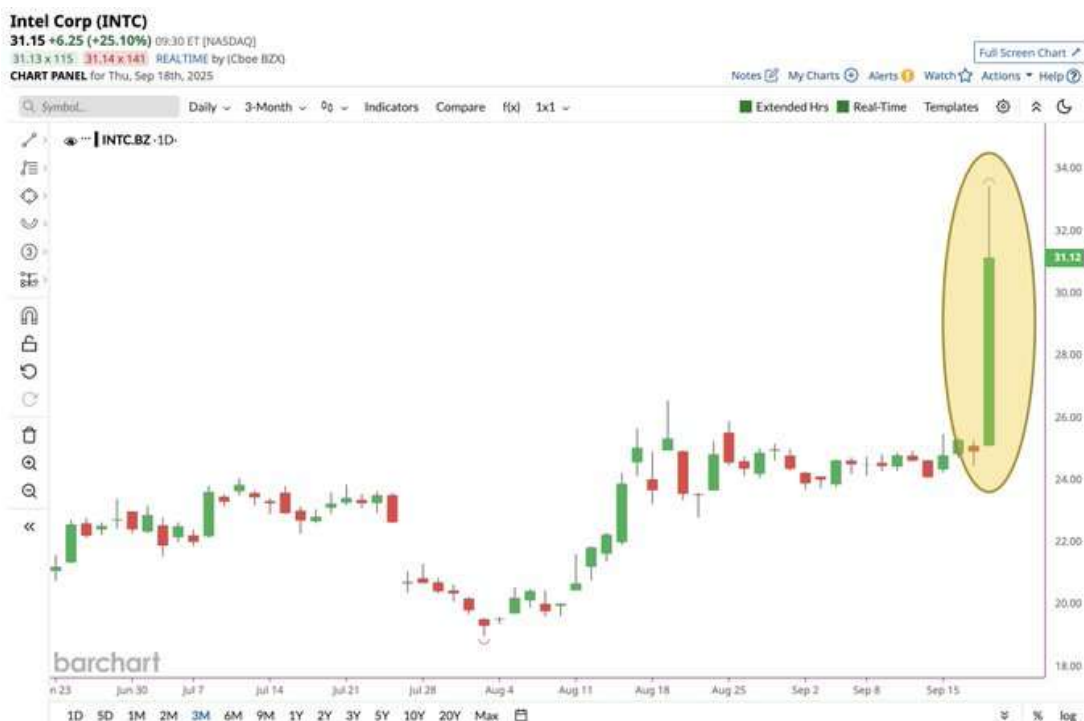 Intel Corp (INTC)
31.15 +6.25 (+25.10%) 09:30 ET [NASDAQ]
31.13 x 115 31.14 x 141 REALTIME by (Cboe BZX)
Full Screen Chart
CHART PANEL for Thu, Sep 18th, 2025
Notes My Charts Alerts Watch Actions Help
Symbol... Daily 3-Month Indicators Compare f(x) 1x1 Extended Hrs Real-Time Templates
INTC.BZ ·1D·
34.00
32.00
31.12
30.00
28.00
26.00
24.00
22.00
20.00
18.00
3
barchart
n 23 Jun 30 Jul 7 Jul 14 Jul 21 Jul 28 Aug 4 Aug 11 Aug 18 Aug 25 Sep 2 Sep 8 Sep 15
1D 5D 1M 2M 3M 6M 9M 1Y 2Y 3Y 5Y 10Y 20Y Max % log